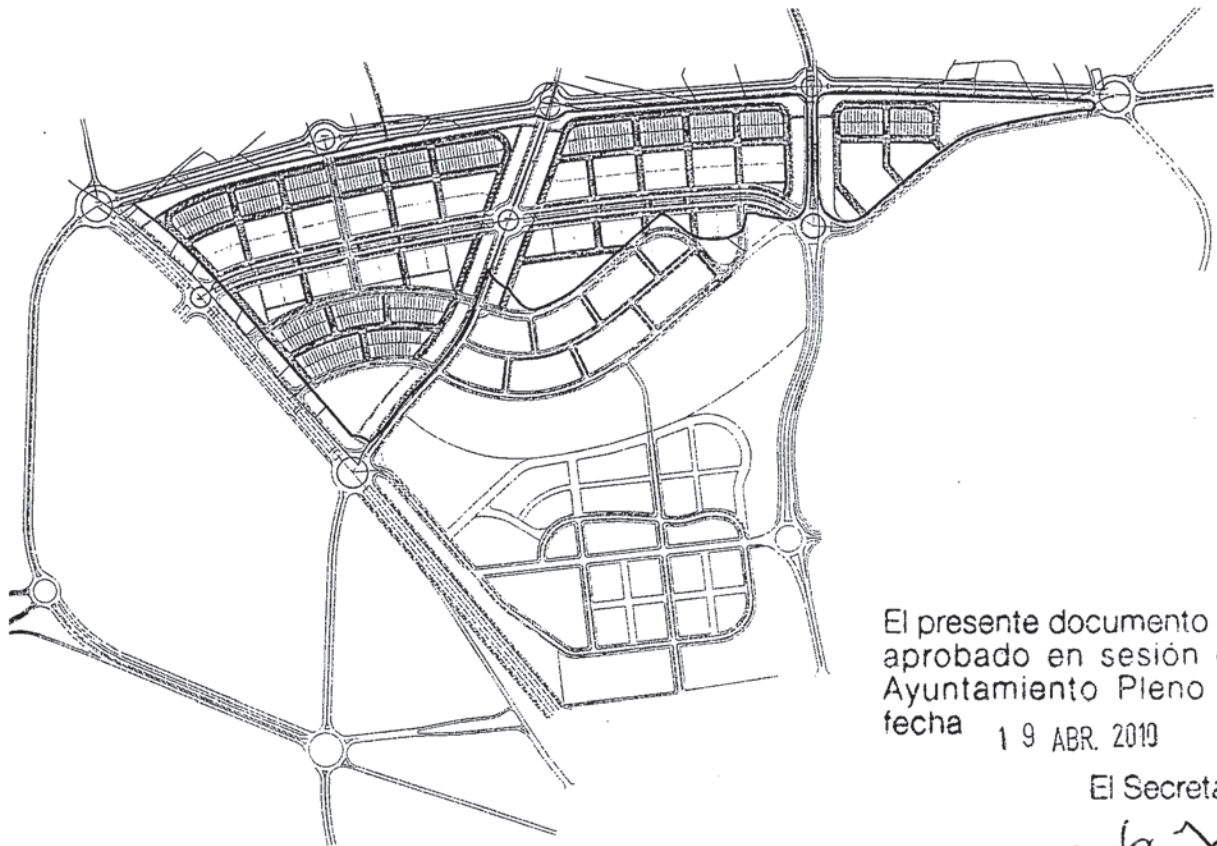 El presente documento
aprobado en sesión
Ayuntamiento Pleno
fecha 19 ABR. 2010
El Secreta